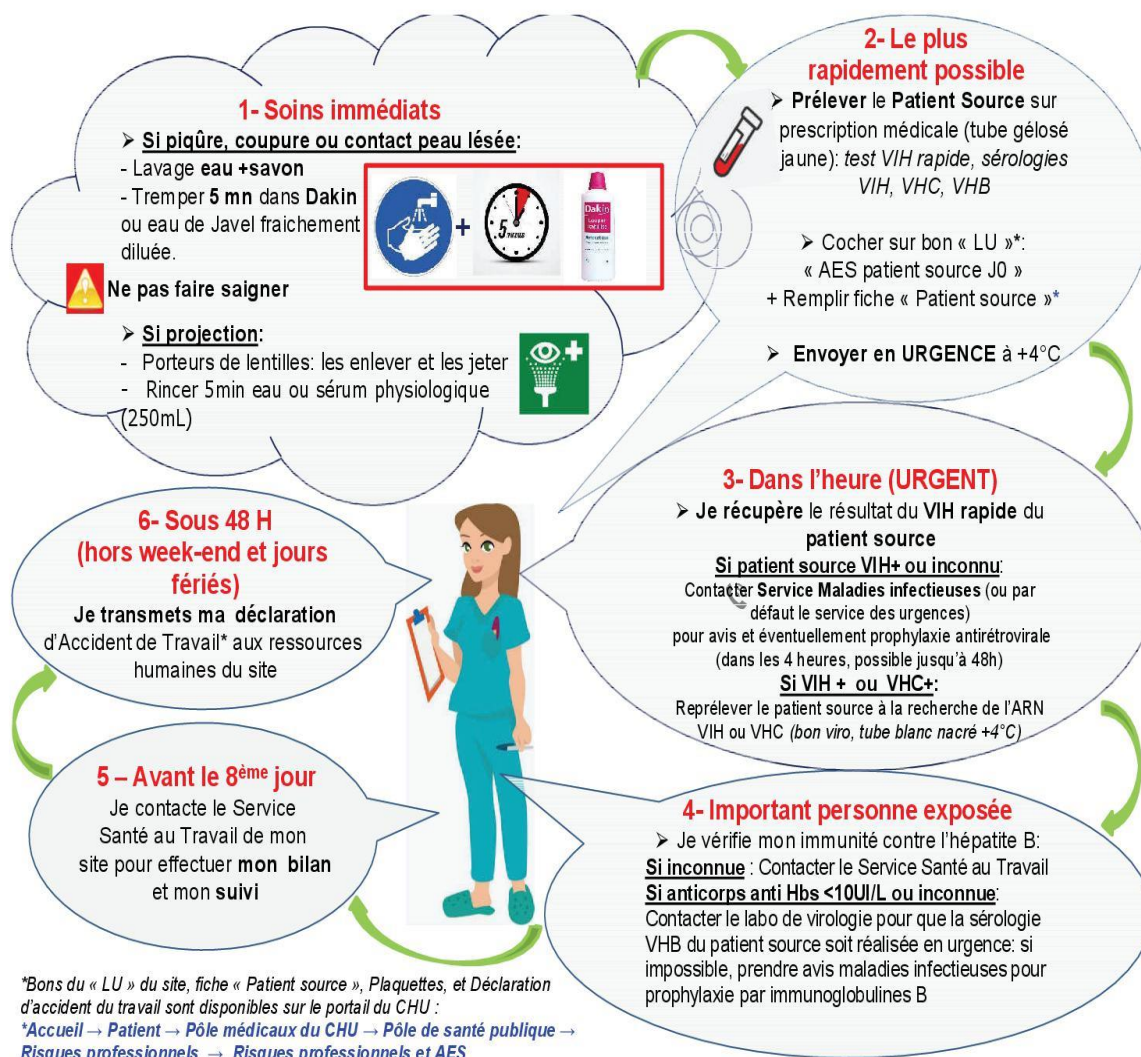 1- Soins immédiats
➢ Si piqûre, coupure ou contact peau lésée:
- Lavage eau +savon
- Tremper 5 mn dans Dakin
ou eau de Javel fraichement
diluée.
Ne pas faire saigner
5
Dakin
➢ Si projection:
- Porteurs de lentilles: les enlever et les jeter
- Rincer 5min eau ou sérum physiologique
(250mL)
2- Le plus
rapidement possible
➢ Prélever le Patient Source sur
prescription médicale (tube gélosé
jaune): test VIH rapide, sérologies
VIH, VHC, VHB
➢ Cocher sur bon « LU »*:
« AES patient source J0 »
+ Remplir fiche « Patient source »*
➢ Envoyer en URGENCE à +4°C
3- Dans l’heure (URGENT)
➢ Je récupère le résultat du VIH rapide du
patient source
Si patient source VIH+ ou inconnu:
Contacter Service Maladies infectieuses (ou par
défaut le service des urgences)
pour avis et éventuellement prophylaxie antirétrovirale
(dans les 4 heures, possible jusqu’à 48h)
Si VIH + ou VHC+:
Reprélever le patient source à la recherche de l’ARN
VIH ou VHC (bon viro, tube blanc nacré +4°C)
4- Important personne exposée
➢ Je vérifie mon immunité contre l’hépatite B:
Si inconnue : Contacter le Service Santé au Travail
Si anticorps anti Hbs <10UI/L ou inconnue:
Contacter le labo de virologie pour que la sérologie
VHB du patient source soit réalisée en urgence: si
impossible, prendre avis maladies infectieuses pour
prophylaxie par immunoglobulines B
5 – Avant le 8ème jour
Je contacte le Service
Santé au Travail de mon
site pour effectuer mon bilan
et mon suivi
6- Sous 48 H
(hors week-end et jours
fériés)
Je transmets ma déclaration
d’Accident de Travail* aux ressources
humaines du site
*Bons du « LU » du site, fiche « Patient source », Plaquettes, et Déclaration
d’accident du travail sont disponibles sur le portail du CHU :
*Accueil → Patient → Pôle médicaux du CHU → Pôle de santé publique →
Risques professionnels → Risques professionnels et AES